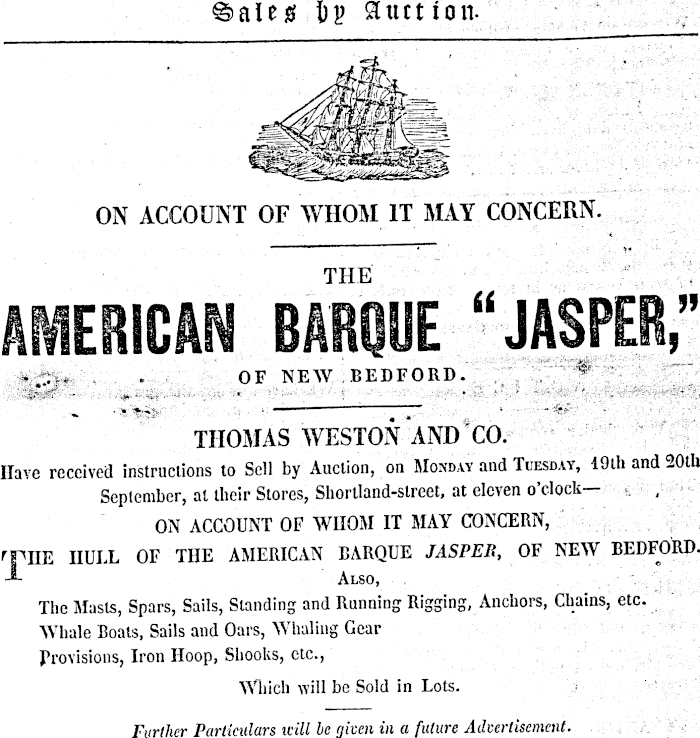 Sales by Auction.
ON ACCOUNT OF WHOM IT MAY CONCERN.
THE
AMERICAN BARQUE "JASPER,"
OF NEW BEDFORD.
THOMAS WESTON AND CO.
Have received instructions to Sell by Auction, on MONDAY and TUESDAY, 19th and 20th
September, at their Stores, Shortland-street, at eleven o'clock—
ON ACCOUNT OF WHOM IT MAY CONCERN,
THE HULL OF THE AMERICAN BARQUE JASPER, OF NEW BEDFORD.
ALSO,
The Masts, Spars, Sails, Standing and Running Rigging, Anchors, Chains, etc.
Whale Boats, Sails and Oars, Whaling Gear
Provisions, Iron Hoop, Shooks, etc.,
Which will be Sold in Lots.
Further Particulars will be given in a future Advertisement.